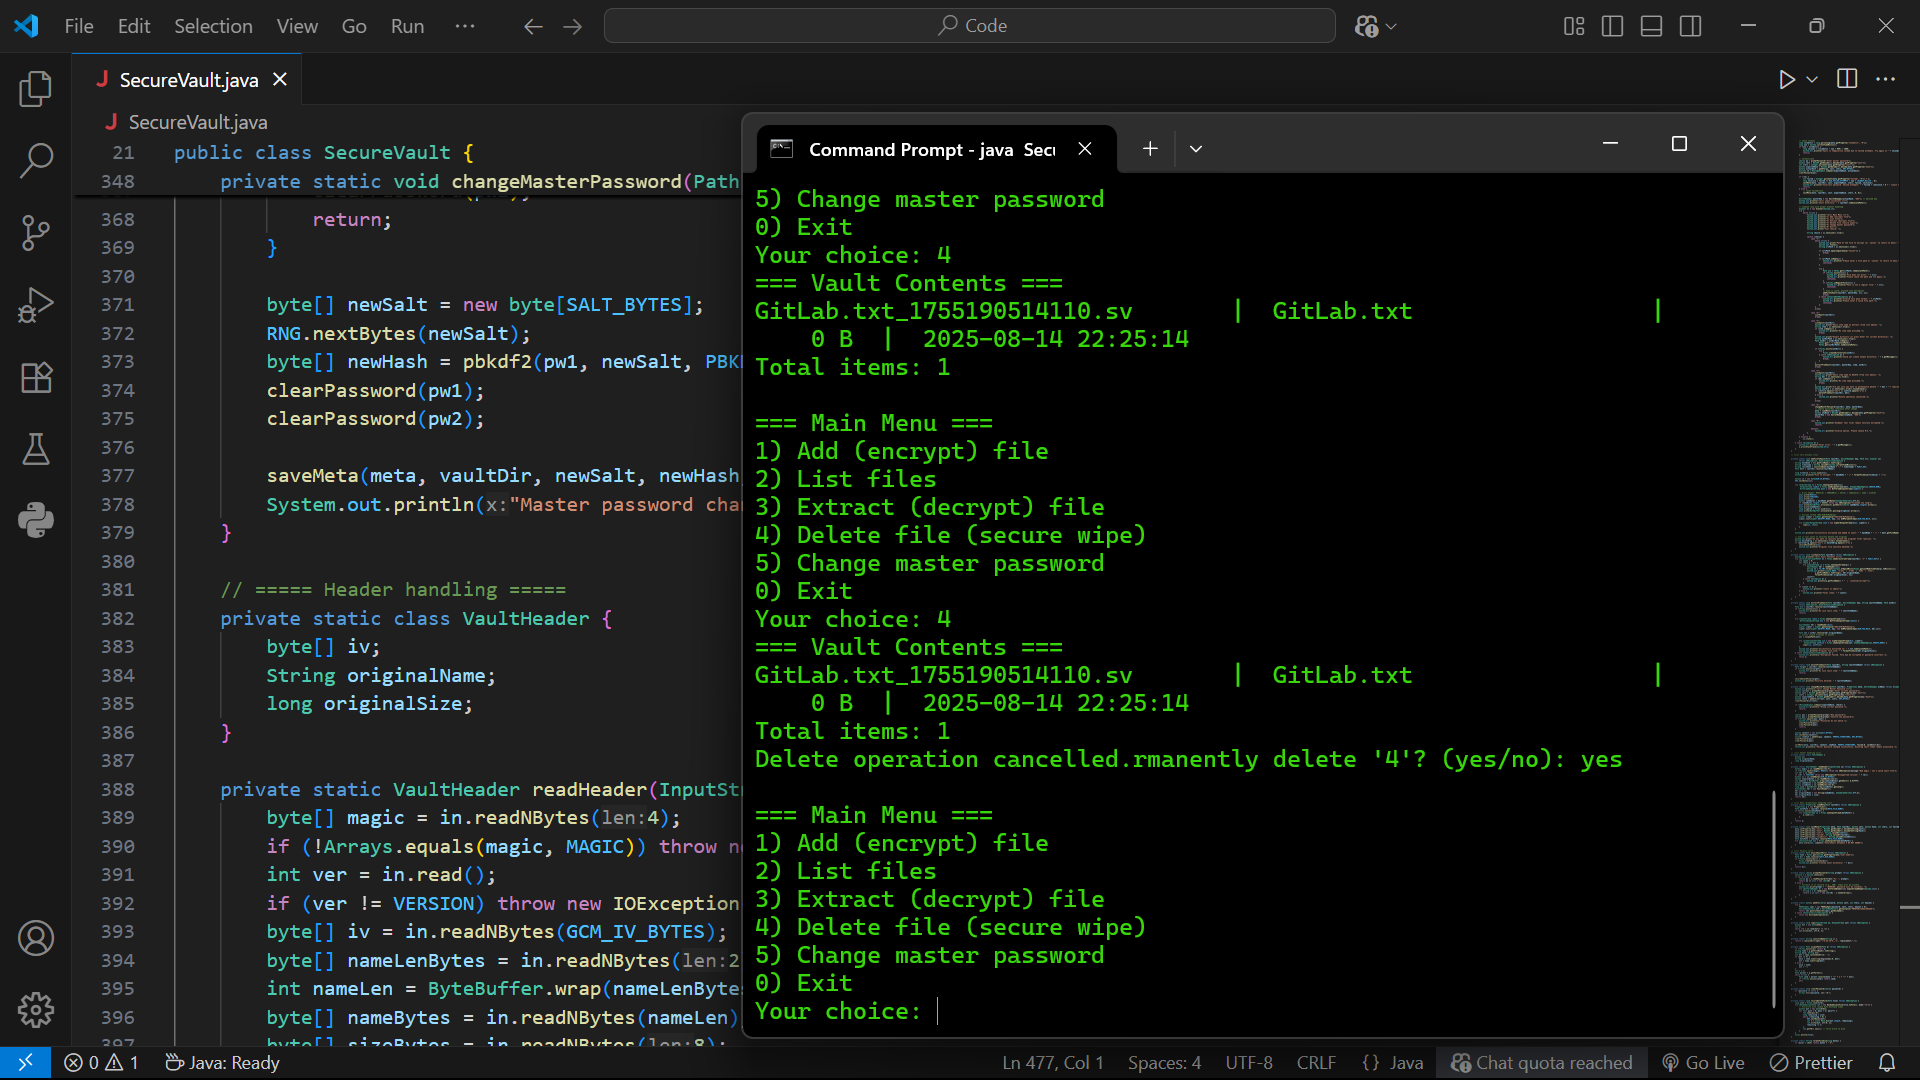 File Edit Selection View Go Run ··· Code
SecureVault.java
SecureVault.java
21 public class SecureVault {
348 private static void changeMasterPassword(Path
368 return;
369 }
370
371 byte[] newSalt = new byte[SALT_BYTES];
372 RNG.nextBytes(newSalt);
373 byte[] newHash = pbkdf2(pw1, newSalt, PBK
374 clearPassword(pw1);
375 clearPassword(pw2);
376
377 saveMeta(meta, vaultDir, newSalt, newHash
378 System.out.println(x:"Master password cha
379 }
380
381 // ===== Header handling =====
382 private static class VaultHeader {
383 byte[] iv;
384 String originalName;
385 long originalSize;
386 }
387
388 private static VaultHeader readHeader(InputSt
389 byte[] magic = in.readNBytes(len:4);
390 if (!Arrays.equals(magic, MAGIC)) throw n
391 int ver = in.read();
392 if (ver != VERSION) throw new IOException
393 byte[] iv = in.readNBytes(GCM_IV_BYTES);
394 byte[] nameLenBytes = in.readNBytes(len:2
395 int nameLen = ByteBuffer.wrap(nameLenByte
396 byte[] nameBytes = in.readNBytes(nameLen)
397 byte[] sizeBytes = in.readNBytes(len:8);
Command Prompt - java Secu
5) Change master password
0) Exit
Your choice: 4
=== Vault Contents ===
GitLab.txt_1755190514110.sv | GitLab.txt |
0 B | 2025-08-14 22:25:14
Total items: 1
=== Main Menu ===
1) Add (encrypt) file
2) List files
3) Extract (decrypt) file
4) Delete file (secure wipe)
5) Change master password
0) Exit
Your choice: 4
=== Vault Contents ===
GitLab.txt_1755190514110.sv | GitLab.txt |
0 B | 2025-08-14 22:25:14
Total items: 1
Delete operation cancelled.rmanently delete '4'? (yes/no): yes
=== Main Menu ===
1) Add (encrypt) file
2) List files
3) Extract (decrypt) file
4) Delete file (secure wipe)
5) Change master password
0) Exit
Your choice:
0 1 Java: Ready Ln 477, Col 1 Spaces: 4 UTF-8 CRLF {} Java Chat quota reached Go Live Prettier